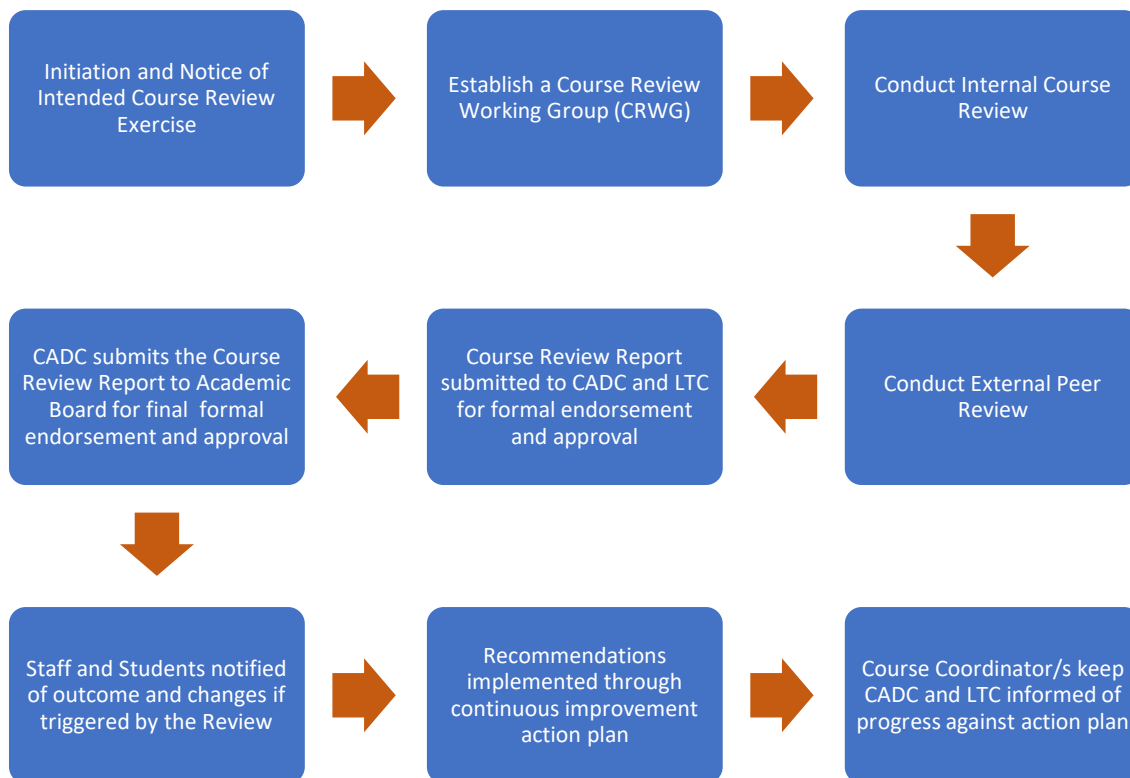 Initiation and Notice of
Intended Course Review
Exercise
Establish a Course Review
Working Group (CRWG)
Conduct Internal Course
Review
Conduct External Peer
Review
Course Review Report
submitted to CADC and LTC
for formal endorsement
and approval
CADC submits the Course
Review Report to Academic
Board for final formal
endorsement and approval
Staff and Students notified
of outcome and changes if
triggered by the Review
Recommendations
implemented through
continuous improvement
action plan
Course Coordinator/s keep
CADC and LTC informed of
progress against action plan